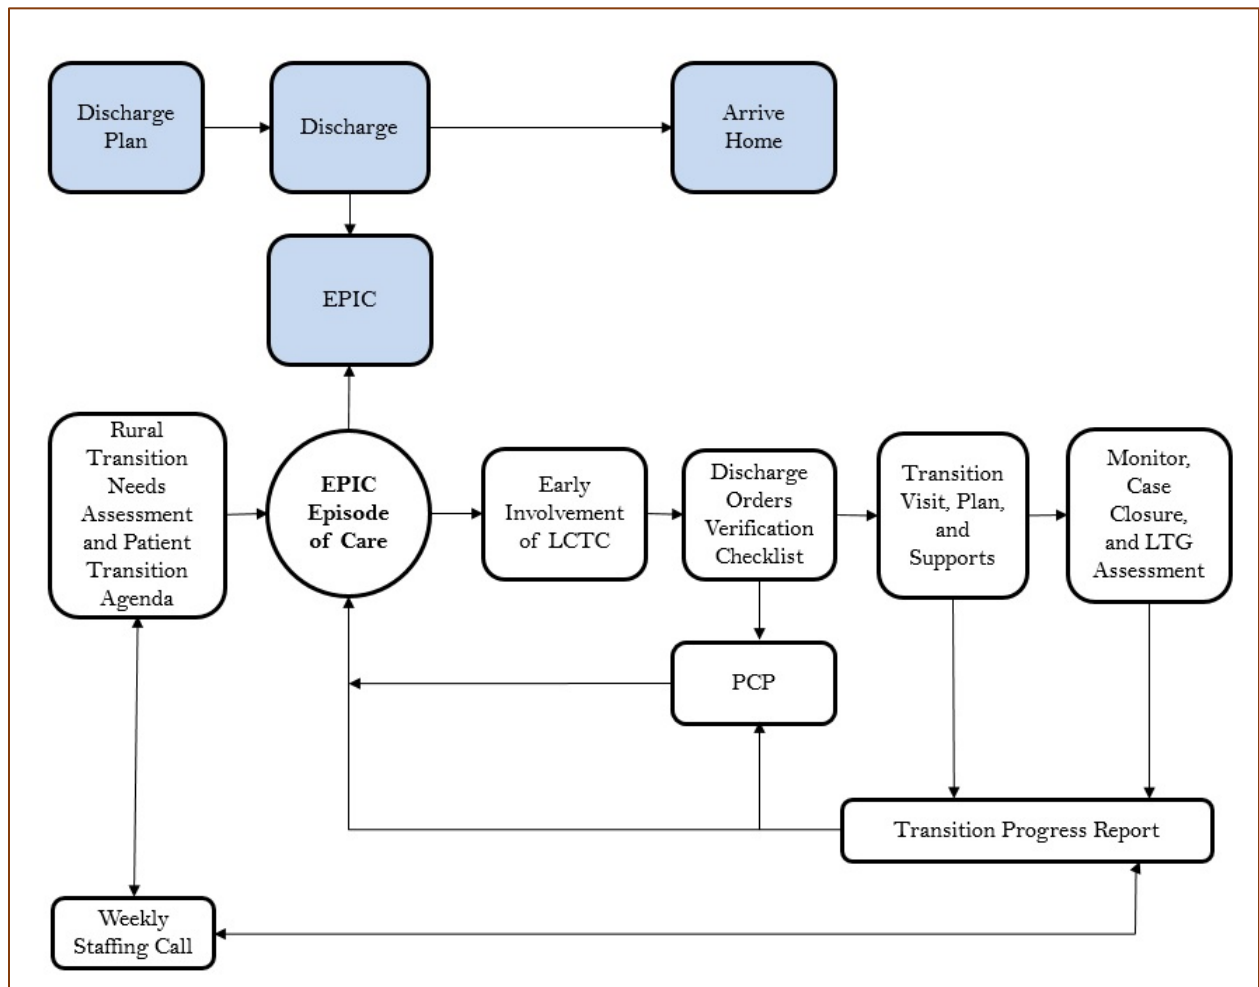 Discharge
Plan
Discharge
Arrive
Home
EPIC
Rural
Transition
Needs
Assessment
and Patient
Transition
Agenda
EPIC
Episode
of Care
Early
Involvement
of LCTC
Discharge
Orders
Verification
Checklist
Transition
Visit, Plan,
and
Supports
Monitor,
Case
Closure,
and LTG
Assessment
PCP
Transition Progress Report
Weekly
Staffing Call